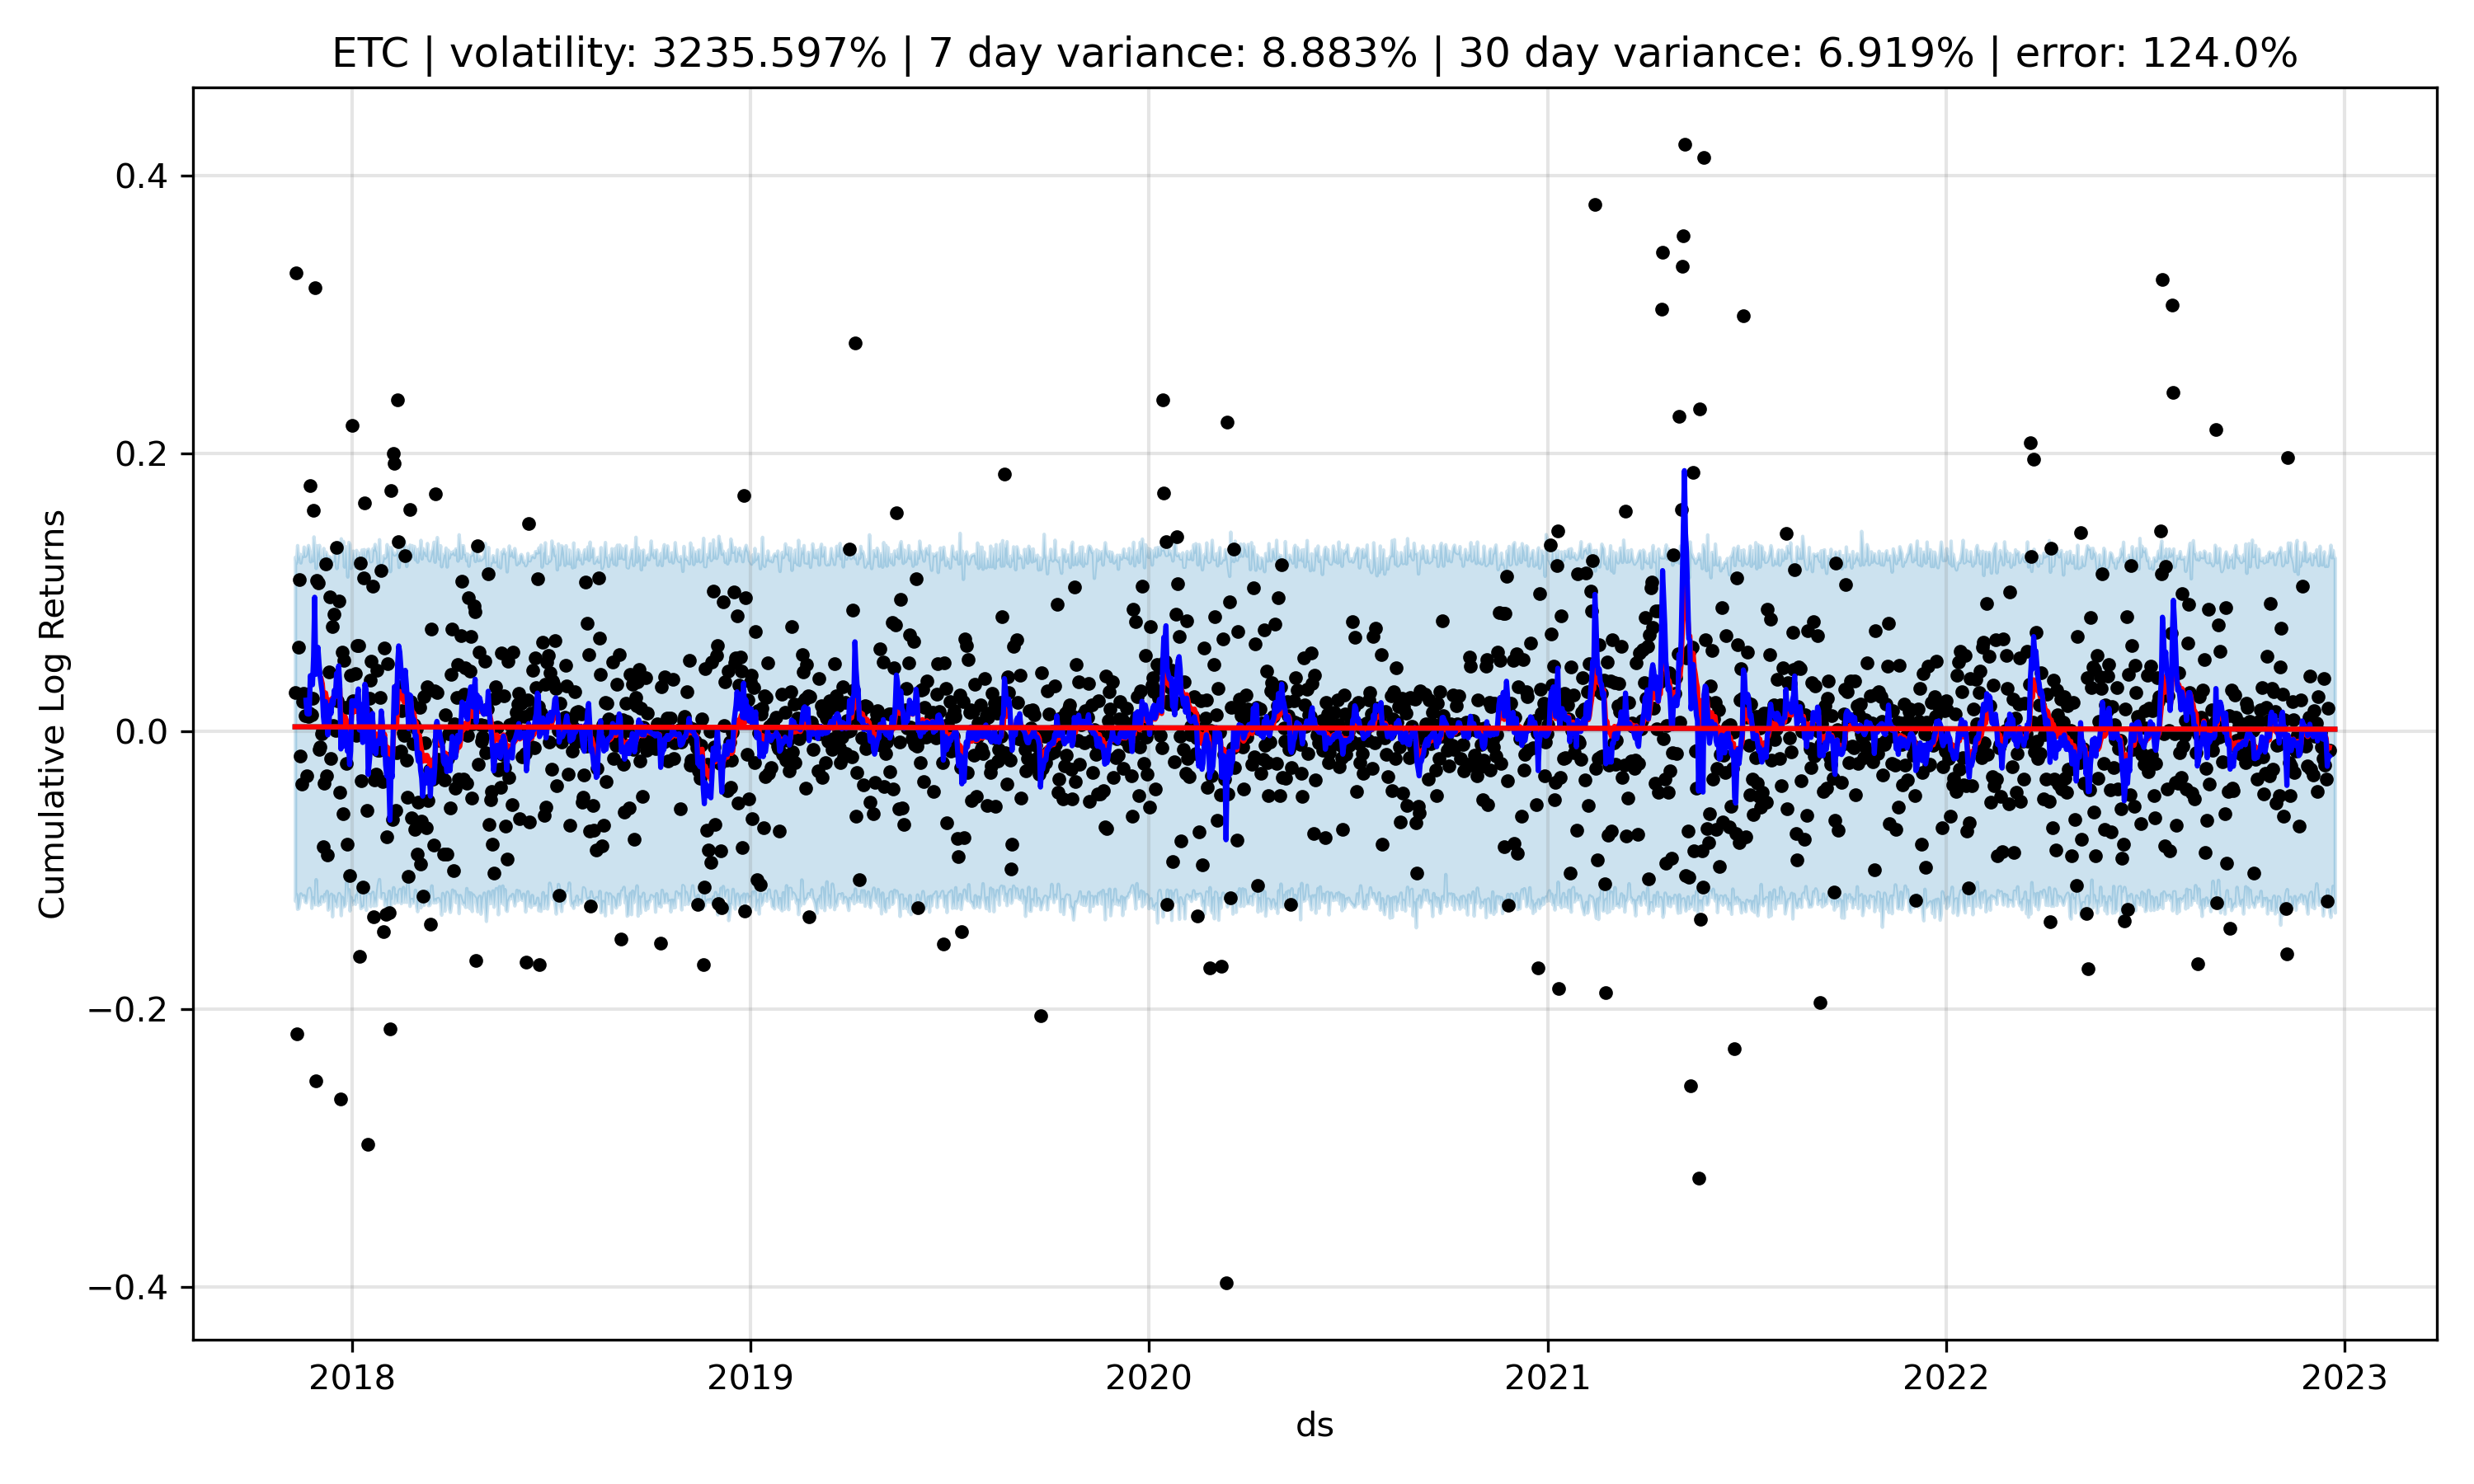 ETC | volatility: 3235.597% | 7 day variance: 8.883% | 30 day variance: 6.919% | error: 124.0%
Cumulative Log Returns
0.4
0.2
0.0
−0.2
−0.4
2018 2019 2020 2021 2022 2023
ds